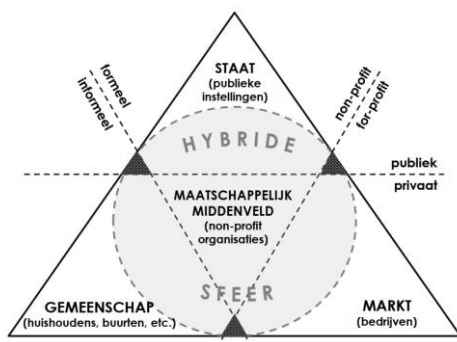 STAAT
(publieke
instellingen)
formeel
informeel
non-profit
for-profit
HYBRIDE
publiek
privaat
MAATSCHAPPELIJK
MIDDENVELD
(non-profit
organisaties)
SFEER
GEMEENSCHAP
(huishoudens, buurten, etc.)
MARKT
(bedrijven)